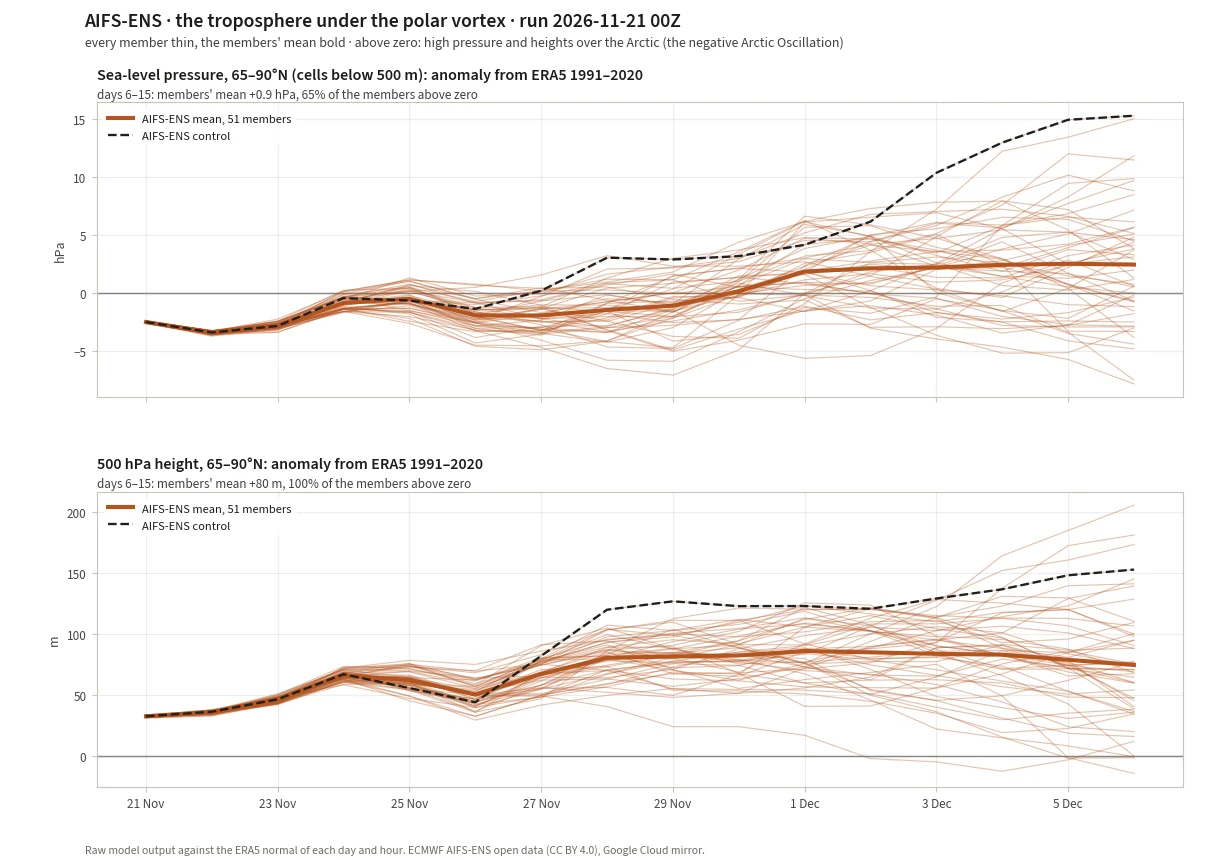 AIFS-ENS · the troposphere under the polar vortex · run 2026-11-21 00Z
every member thin, the members' mean bold · above zero: high pressure and heights over the Arctic (the negative Arctic Oscillation)
Sea-level pressure, 65–90°N (cells below 500 m): anomaly from ERA5 1991–2020
days 6–15: members' mean +0.9 hPa, 65% of the members above zero
AIFS-ENS mean, 51 members
AIFS-ENS control
15
10
5
0
−5
hPa
500 hPa height, 65–90°N: anomaly from ERA5 1991–2020
days 6–15: members' mean +80 m, 100% of the members above zero
AIFS-ENS mean, 51 members
AIFS-ENS control
200
150
100
50
0
m
21 Nov 23 Nov 25 Nov 27 Nov 29 Nov 1 Dec 3 Dec 5 Dec
Raw model output against the ERA5 normal of each day and hour. ECMWF AIFS-ENS open data (CC BY 4.0), Google Cloud mirror.